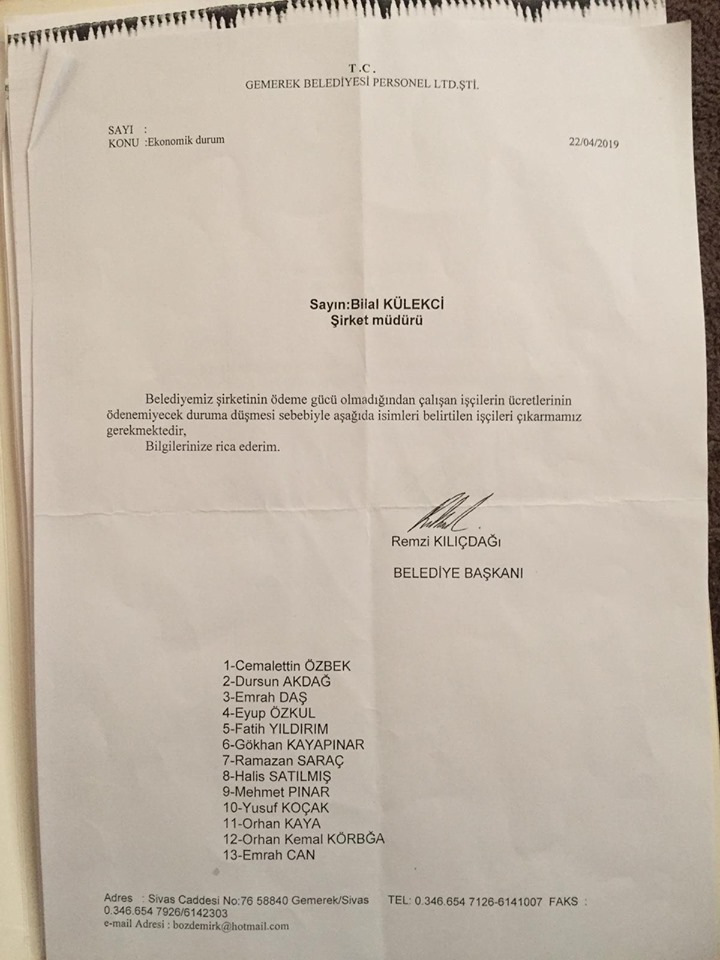 T.C.
GEMEREK BELEDİYESİ PERSONEL LTD.ŞTİ.
SAYI :
KONU :Ekonomik durum
22/04/2019
Sayın:Bilal KÜLEKCİ
Şirket müdürü
Belediyemiz şirketinin ödeme gücü olmadığından çalışan işçilerin ücretlerinin
ödenemiyecek duruma düşmesi sebebiyle aşağıda isimleri belirtilen işçileri çıkarmamız
gerekmektedir,
Bilgilerinize rica ederim.
Remzi KILIÇDAĞI
BELEDİYE BAŞKANI
1-Cemalettin ÖZBEK
2-Dursun AKDAĞ
3-Emrah DAŞ
4-Eyup ÖZKUL
5-Fatih YILDIRIM
6-Gökhan KAYAPINAR
7-Ramazan SARAÇ
8-Halis SATILMIŞ
9-Mehmet PINAR
10-Yusuf KOÇAK
11-Orhan KAYA
12-Orhan Kemal KÖRBĞA
13-Emrah CAN
Adres : Sivas Caddesi No:76 58840 Gemerek/Sivas TEL: 0.346.654 7126-6141007 FAKS :
0.346.654 7926/6142303
e-mail Adresi : bozdemirk@hotmail.com